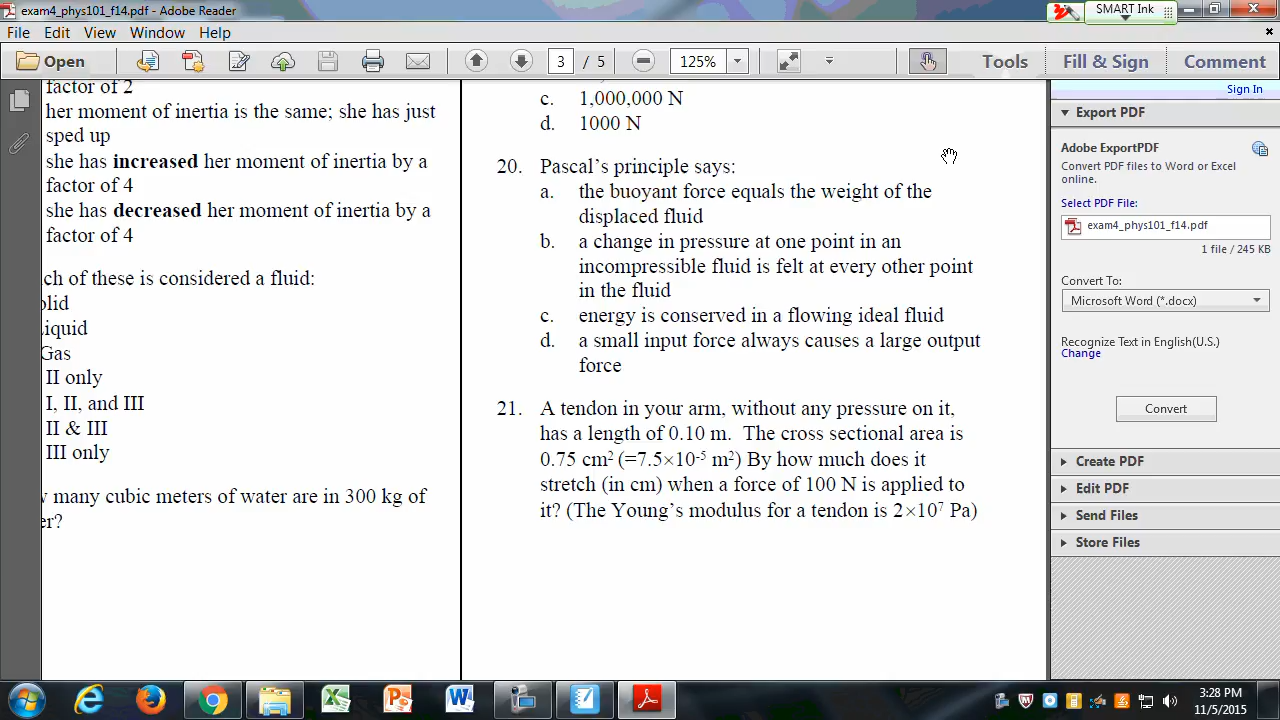 exam4_phys101_f14.pdf - Adobe Reader
SMART Ink
File Edit View Window Help
Open
3 / 5
125%
Tools
Fill & Sign
Comment
Sign In
factor of 2
her moment of inertia is the same; she has just
sped up
she has increased her moment of inertia by a
factor of 4
she has decreased her moment of inertia by a
factor of 4
ch of these is considered a fluid:
olid
iquid
Gas
II only
I, II, and III
II & III
III only
w many cubic meters of water are in 300 kg of
er?
c. 1,000,000 N
d. 1000 N
20. Pascal's principle says:
a. the buoyant force equals the weight of the
displaced fluid
b. a change in pressure at one point in an
incompressible fluid is felt at every other point
in the fluid
c. energy is conserved in a flowing ideal fluid
d. a small input force always causes a large output
force
21. A tendon in your arm, without any pressure on it,
has a length of 0.10 m. The cross sectional area is
0.75 cm² (=7.5×10⁻⁵ m²) By how much does it
stretch (in cm) when a force of 100 N is applied to
it? (The Young's modulus for a tendon is 2×10⁷ Pa)
Export PDF
Adobe ExportPDF
Convert PDF files to Word or Excel
online.
Select PDF File:
exam4_phys101_f14.pdf
1 file / 245 KB
Convert To:
Microsoft Word (*.docx)
Recognize Text in English(U.S.)
Change
Convert
Create PDF
Edit PDF
Send Files
Store Files
3:28 PM
11/5/2015